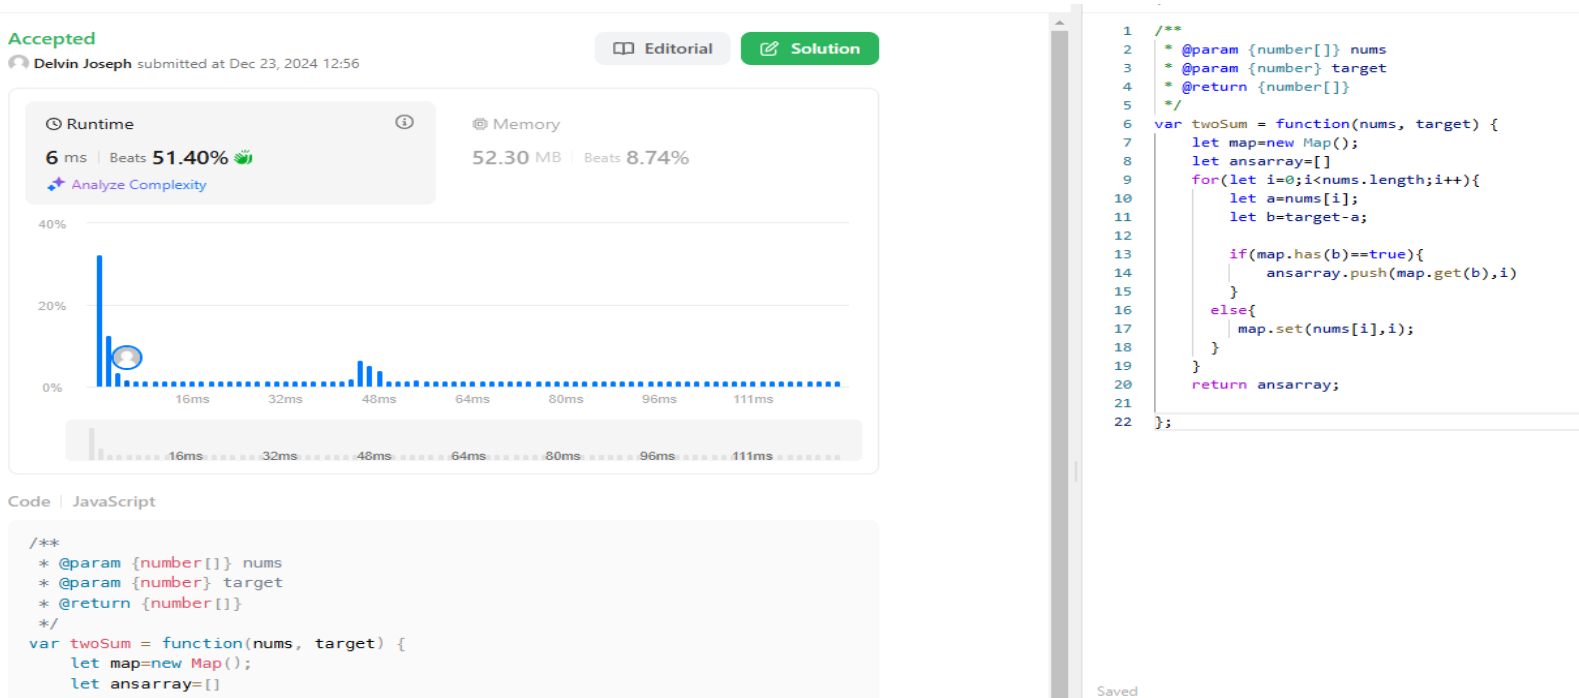 Accepted
Delvin Joseph submitted at Dec 23, 2024 12:56
Editorial
Solution
Runtime
6 ms | Beats 51.40%
Analyze Complexity
Memory
52.30 MB | Beats 8.74%
40%
20%
0%
16ms 32ms 48ms 64ms 80ms 96ms 111ms
16ms 32ms 48ms 64ms 80ms 96ms 111ms
Code | JavaScript
/**
 * @param {number[]} nums
 * @param {number} target
 * @return {number[]}
 */
var twoSum = function(nums, target) {
    let map=new Map();
    let ansarray=[]
1 /**
2  * @param {number[]} nums
3  * @param {number} target
4  * @return {number[]}
5  */
6 var twoSum = function(nums, target) {
7     let map=new Map();
8     let ansarray=[]
9     for(let i=0;i<nums.length;i++){
10         let a=nums[i];
11         let b=target-a;
12
13         if(map.has(b)==true){
14             ansarray.push(map.get(b),i)
15         }
16       else{
17          map.set(nums[i],i);
18       }
19     }
20     return ansarray;
21
22 };
Saved